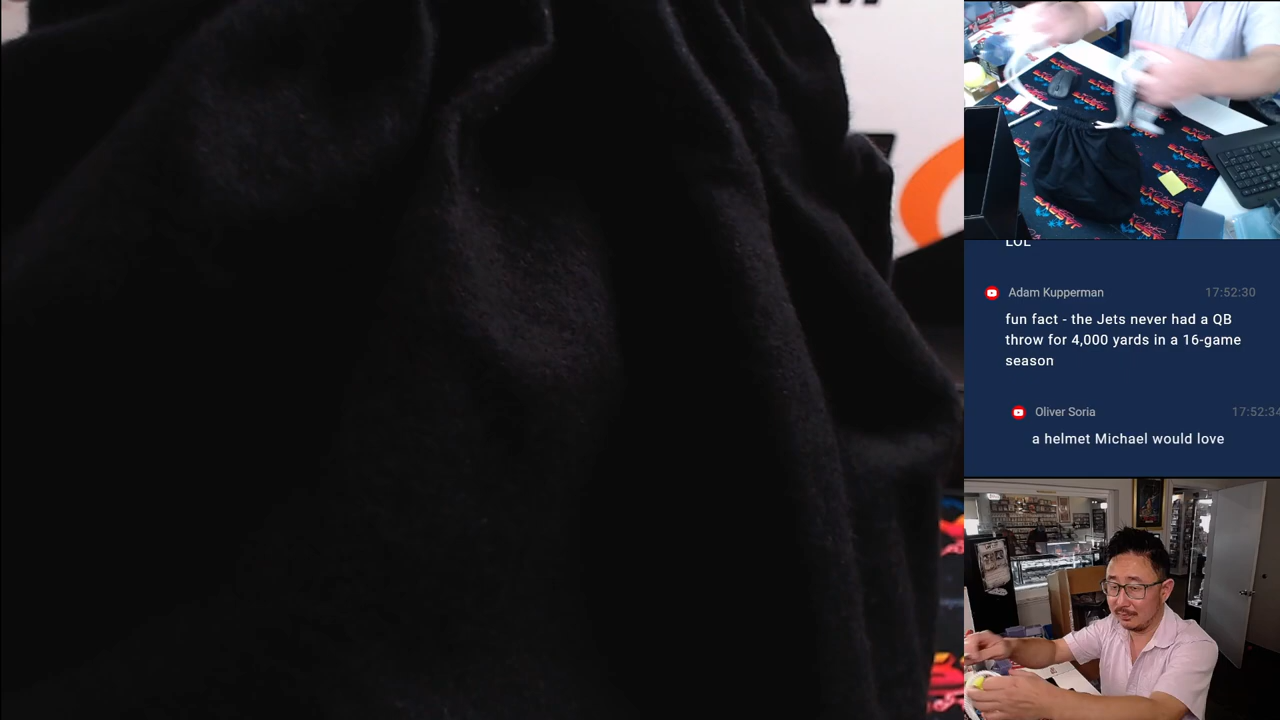 LOL
Adam Kupperman 17:52:30
fun fact - the Jets never had a QB
throw for 4,000 yards in a 16-game
season
Oliver Soria 17:52:34
a helmet Michael would love